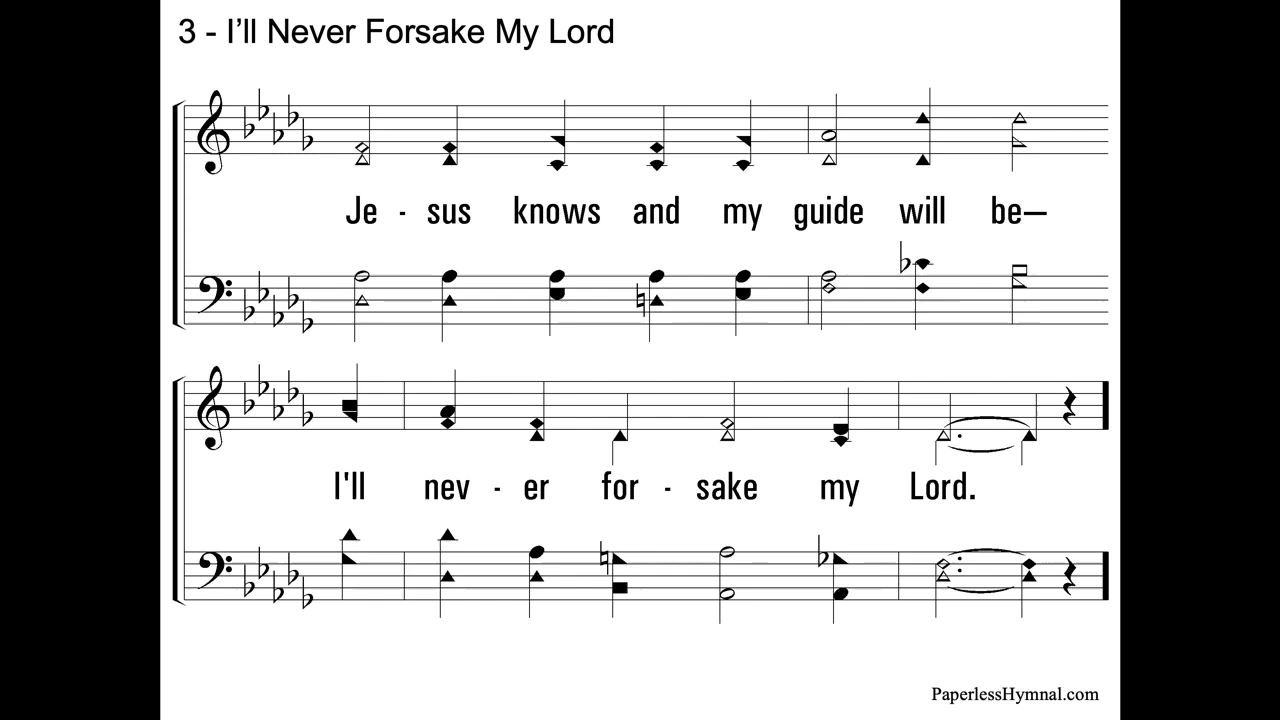 3 - I’ll Never Forsake My Lord
Je - sus knows and my guide will be—
I'll nev - er for - sake my Lord.
PaperlessHymnal.com